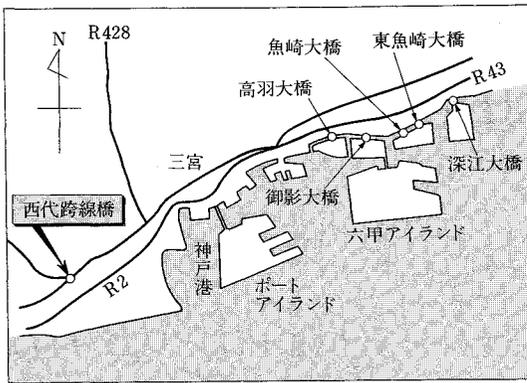 N
R428
魚崎大橋
東魚崎大橋
高羽大橋
R43
三宮
深江大橋
西代跨線橋
御影大橋
六甲アイランド
R2
神戸港
ポート
アイランド